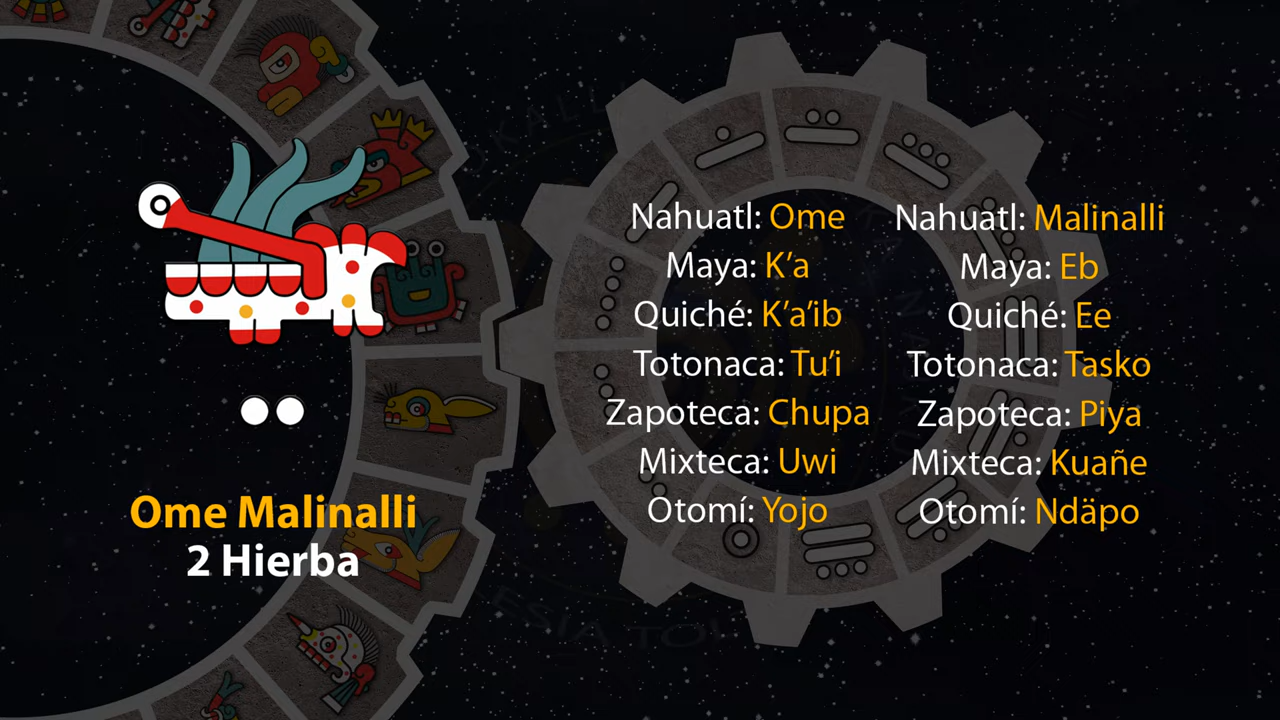 Nahuatl: Ome
Maya: K’a
Quiché: K’a’ib
Totonaca: Tu’i
Zapoteca: Chupa
Mixteca: Uwi
Otomí: Yojo
Nahuatl: Malinalli
Maya: Eb
Quiché: Ee
Totonaca: Tasko
Zapoteca: Piya
Mixteca: Kuañe
Otomí: Ndäpo
Ome Malinalli
2 Hierba